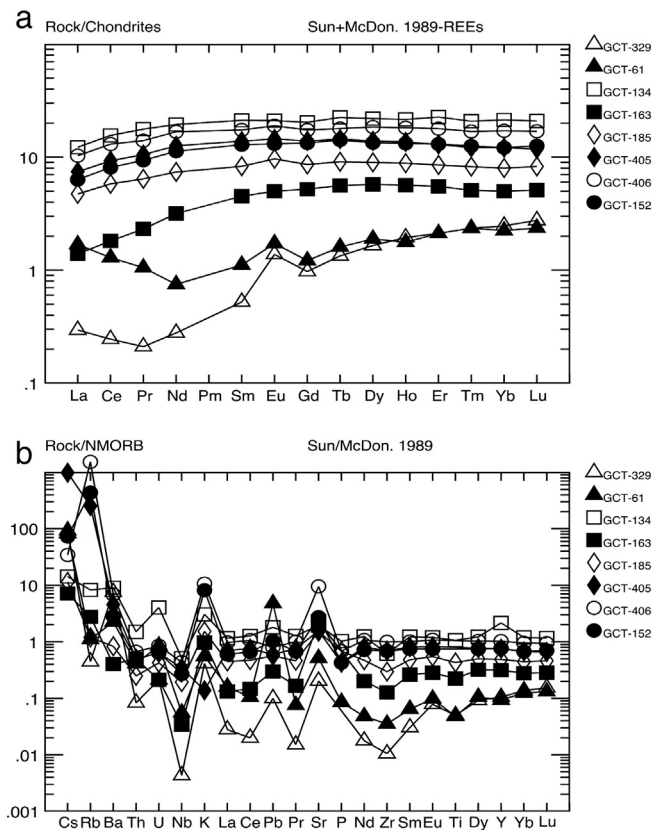 a
Rock/Chondrites Sun+McDon. 1989-REEs
GCT-329
GCT-61
GCT-134
GCT-163
GCT-185
GCT-405
GCT-406
GCT-152
10
1
.1
La Ce Pr Nd Pm Sm Eu Gd Tb Dy Ho Er Tm Yb Lu
b
Rock/NMORB Sun/McDon. 1989
GCT-329
GCT-61
GCT-134
GCT-163
GCT-185
GCT-405
GCT-406
GCT-152
100
10
1
.1
.01
.001
Cs Rb Ba Th U Nb K La Ce Pb Pr Sr P Nd Zr Sm Eu Ti Dy Y Yb Lu